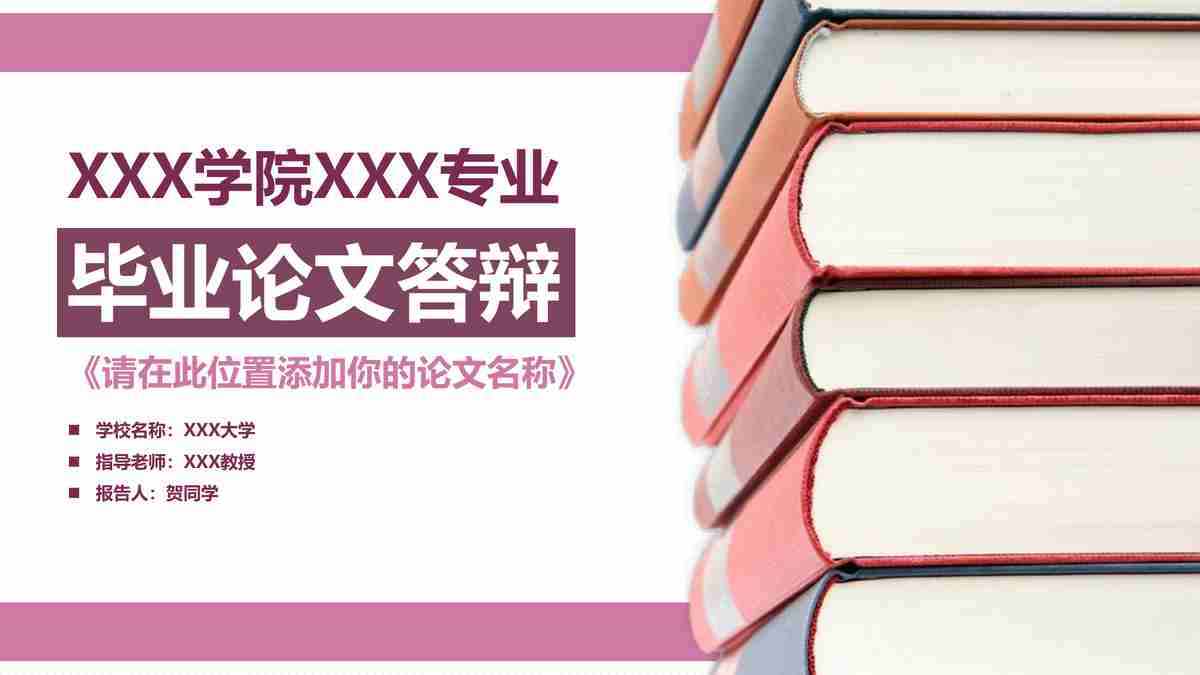 XXX学院XXX专业
毕业论文答辩
《请在此位置添加你的论文名称》
■ 学校名称：XXX大学
■ 指导老师：XXX教授
■ 报告人：贺同学